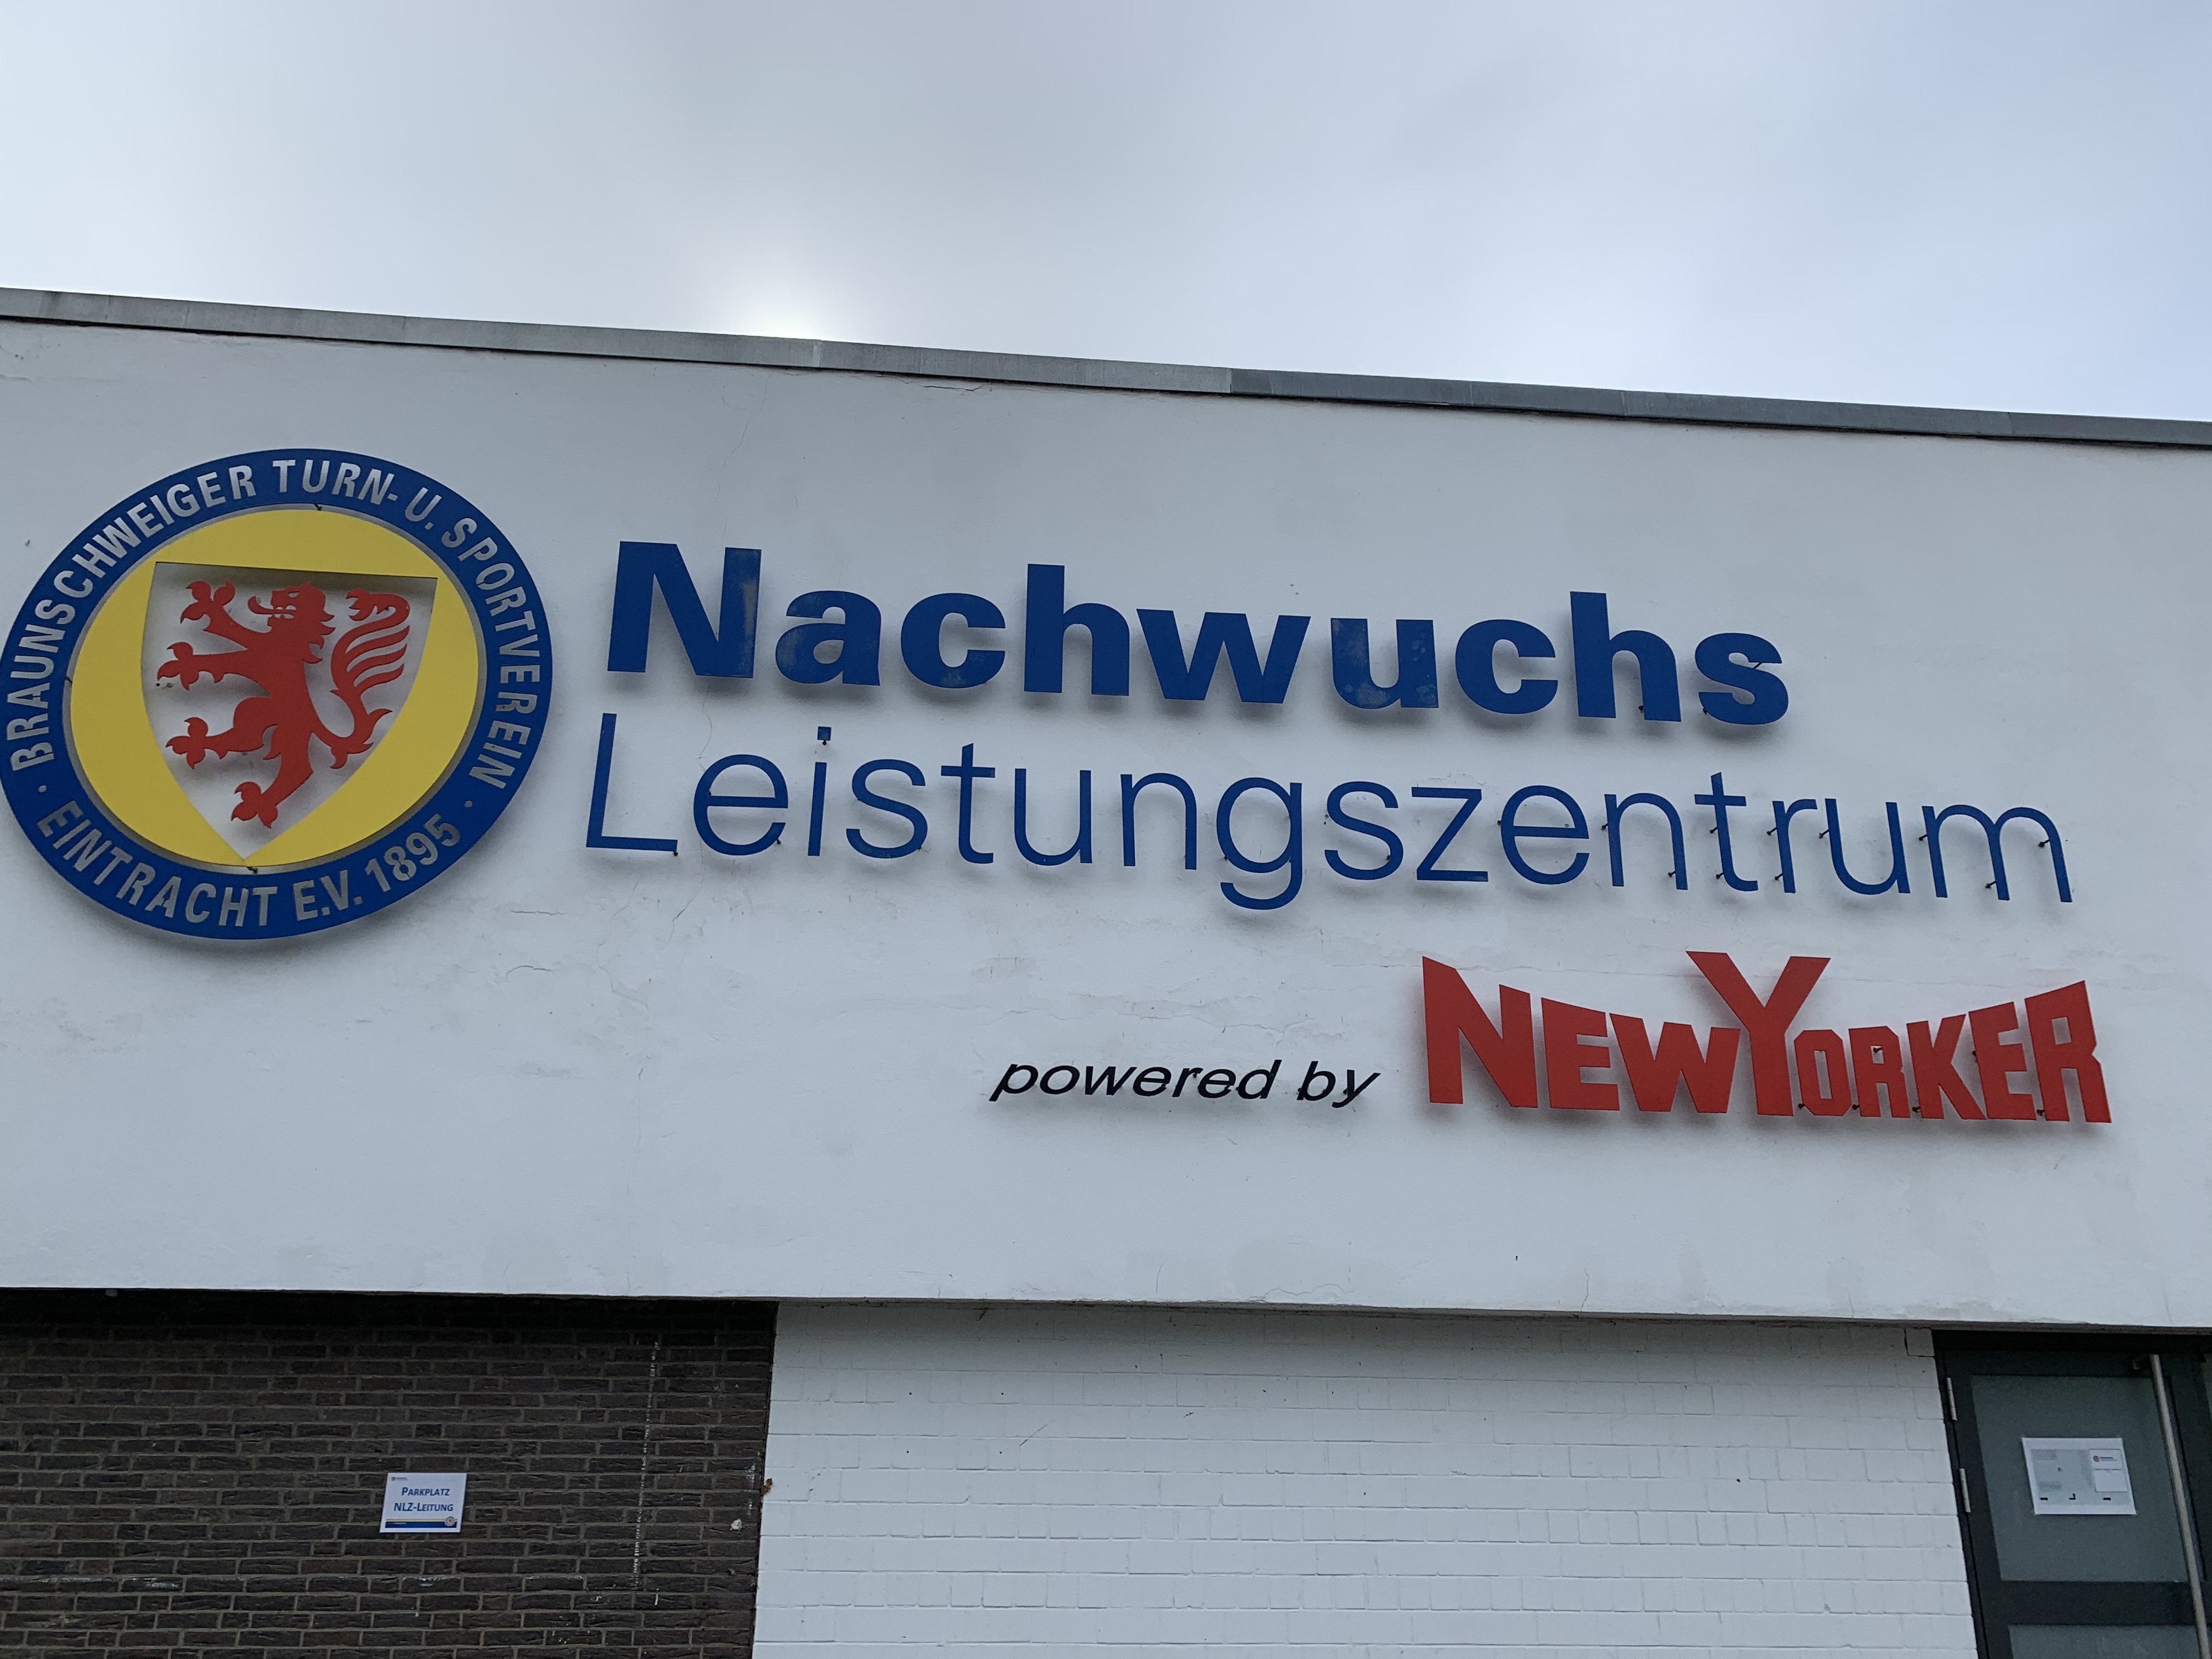 BRAUNSCHWEIGER TURN- U. SPORTVEREIN
· EINTRACHT E.V. 1895 ·
Nachwuchs
Leistungszentrum
powered by NEWYORKER
PARKPLATZ
NLZ-LEITUNG